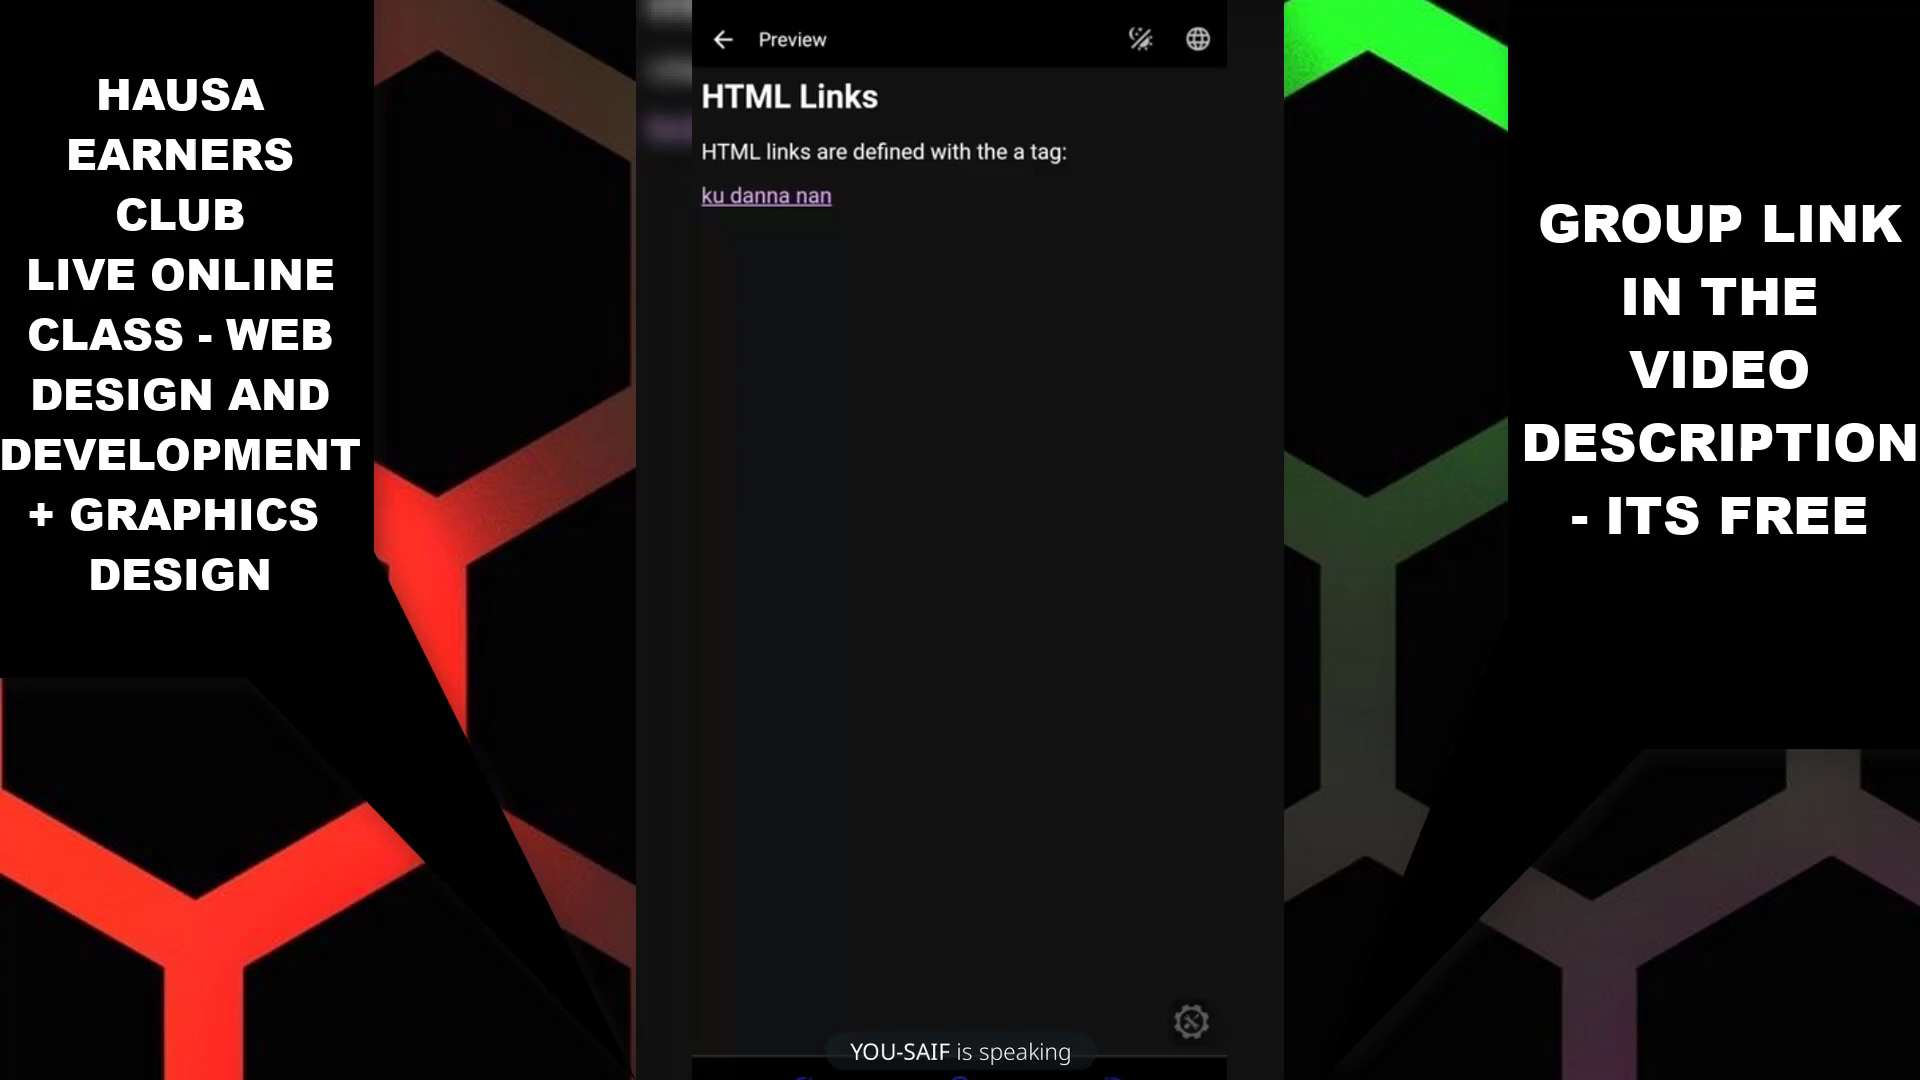 HAUSA
EARNERS
CLUB
LIVE ONLINE
CLASS - WEB
DESIGN AND
DEVELOPMENT
+ GRAPHICS
DESIGN
Preview
HTML Links
HTML links are defined with the a tag:
ku danna nan
YOU-SAIF is speaking
GROUP LINK
IN THE
VIDEO
DESCRIPTION
- ITS FREE